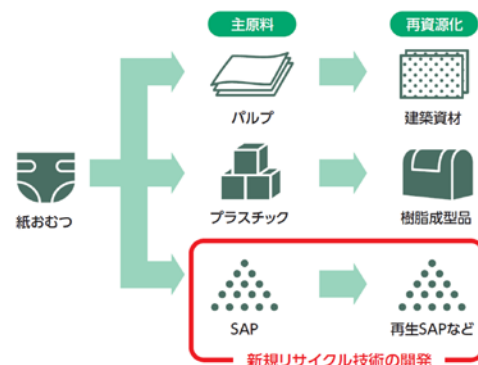 主原料
再資源化
パルプ
建築資材
紙おむつ
プラスチック
樹脂成型品
SAP
再生SAPなど
新規リサイクル技術の開発